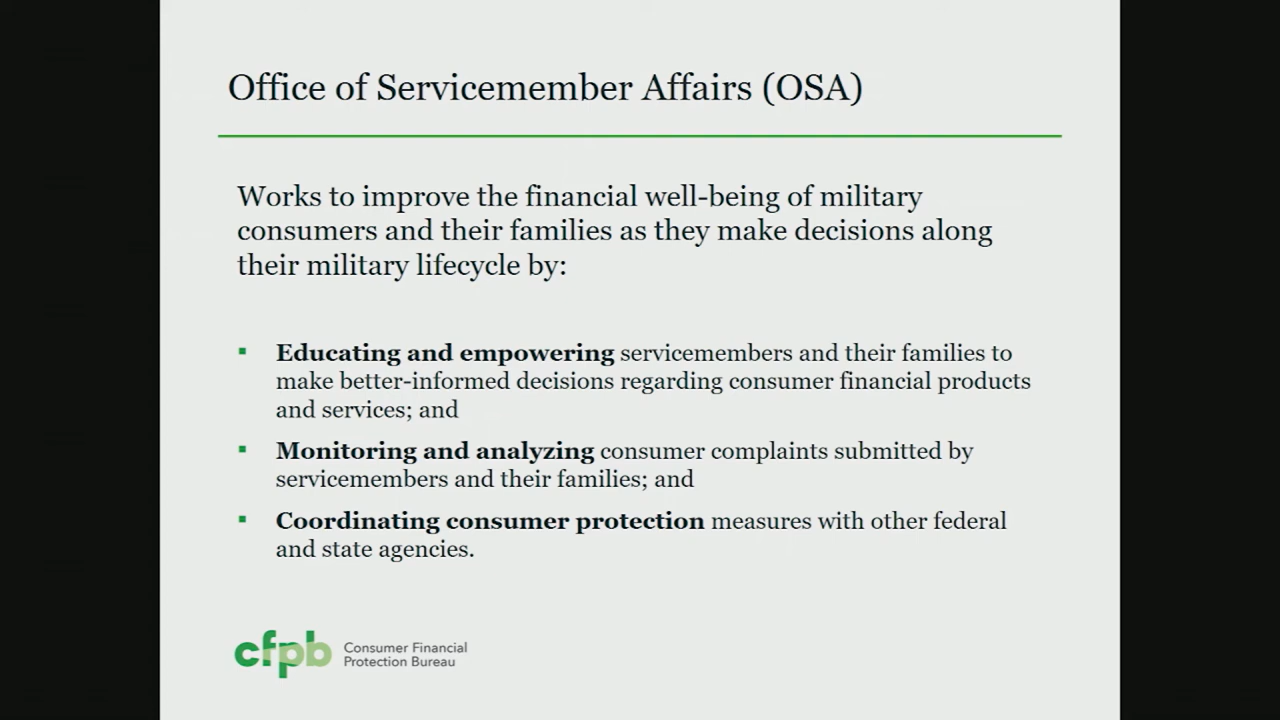 Office of Servicemember Affairs (OSA)
Works to improve the financial well-being of military
consumers and their families as they make decisions along
their military lifecycle by:
▪ Educating and empowering servicemembers and their families to
make better-informed decisions regarding consumer financial products
and services; and
▪ Monitoring and analyzing consumer complaints submitted by
servicemembers and their families; and
▪ Coordinating consumer protection measures with other federal
and state agencies.
cfpb Consumer Financial
Protection Bureau